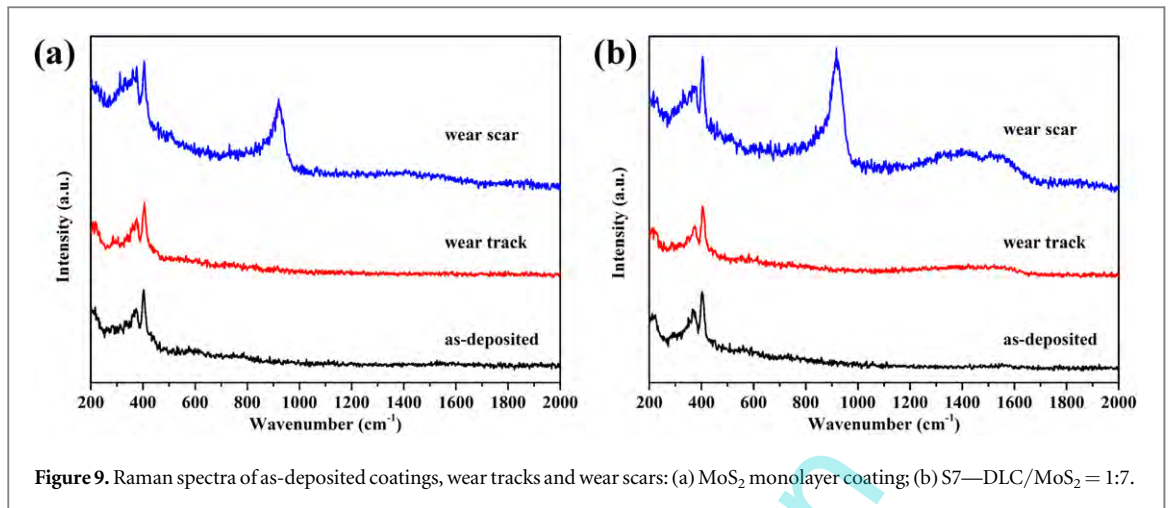 (a)
wear scar
wear track
as-deposited
Intensity (a.u.)
200 400 600 800 1000 1200 1400 1600 1800 2000
Wavenumber (cm⁻¹)
(b)
wear scar
wear track
as-deposited
Intensity (a.u.)
200 400 600 800 1000 1200 1400 1600 1800 2000
Wavenumber (cm⁻¹)
Figure 9. Raman spectra of as-deposited coatings, wear tracks and wear scars: (a) MoS₂ monolayer coating; (b) S7—DLC/MoS₂ = 1:7.